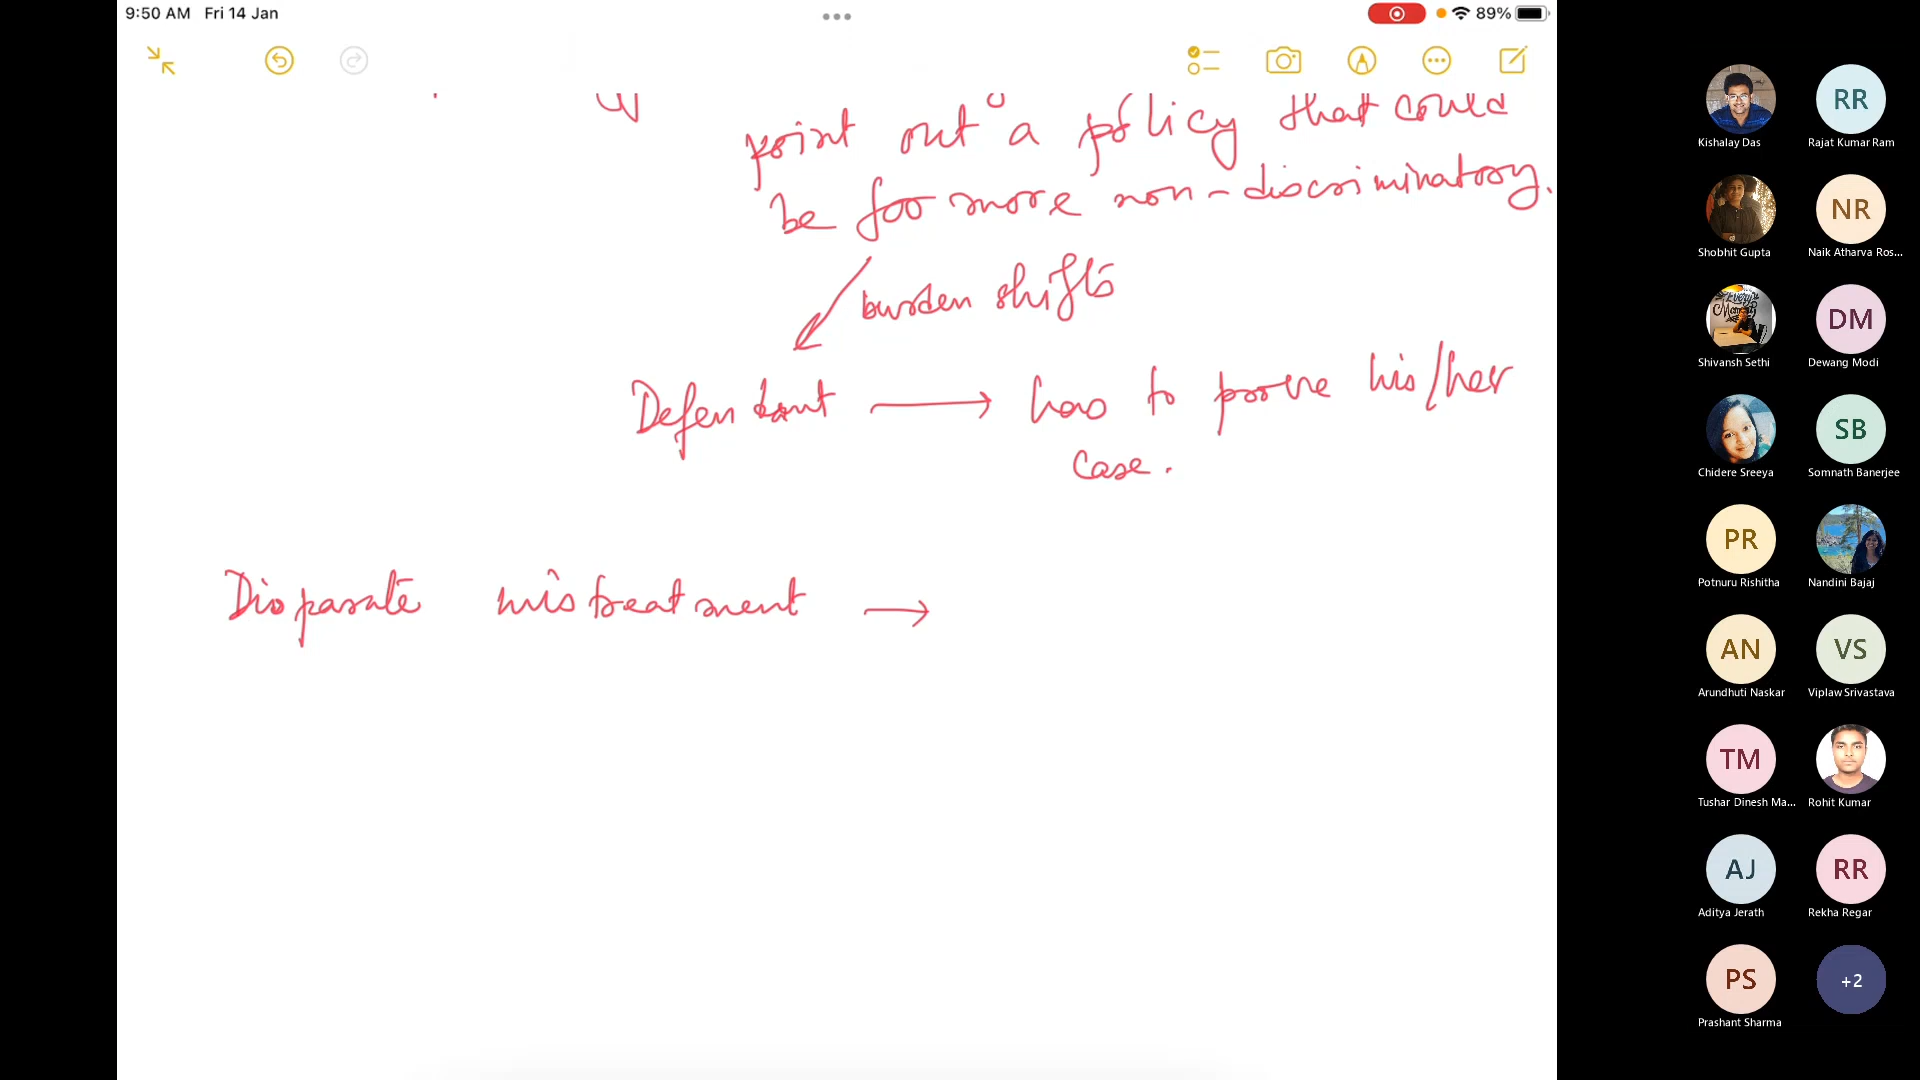 9:50 AM Fri 14 Jan
89%
point out a policy that could
be far more non-discriminatory.
burden shifts
Defendant → has to prove his/her
case.
Disparate mistreatment →
Kishalay Das
RR
Rajat Kumar Ram
Shobhit Gupta
NR
Naik Atharva Ros...
Shivansh Sethi
DM
Dewang Modi
Chidere Sreeya
SB
Somnath Banerjee
PR
Potnuru Rishitha
Nandini Bajaj
AN
Arundhuti Naskar
VS
Viplaw Srivastava
TM
Tushar Dinesh Ma...
Rohit Kumar
AJ
Aditya Jerath
RR
Rekha Regar
PS
Prashant Sharma
+2